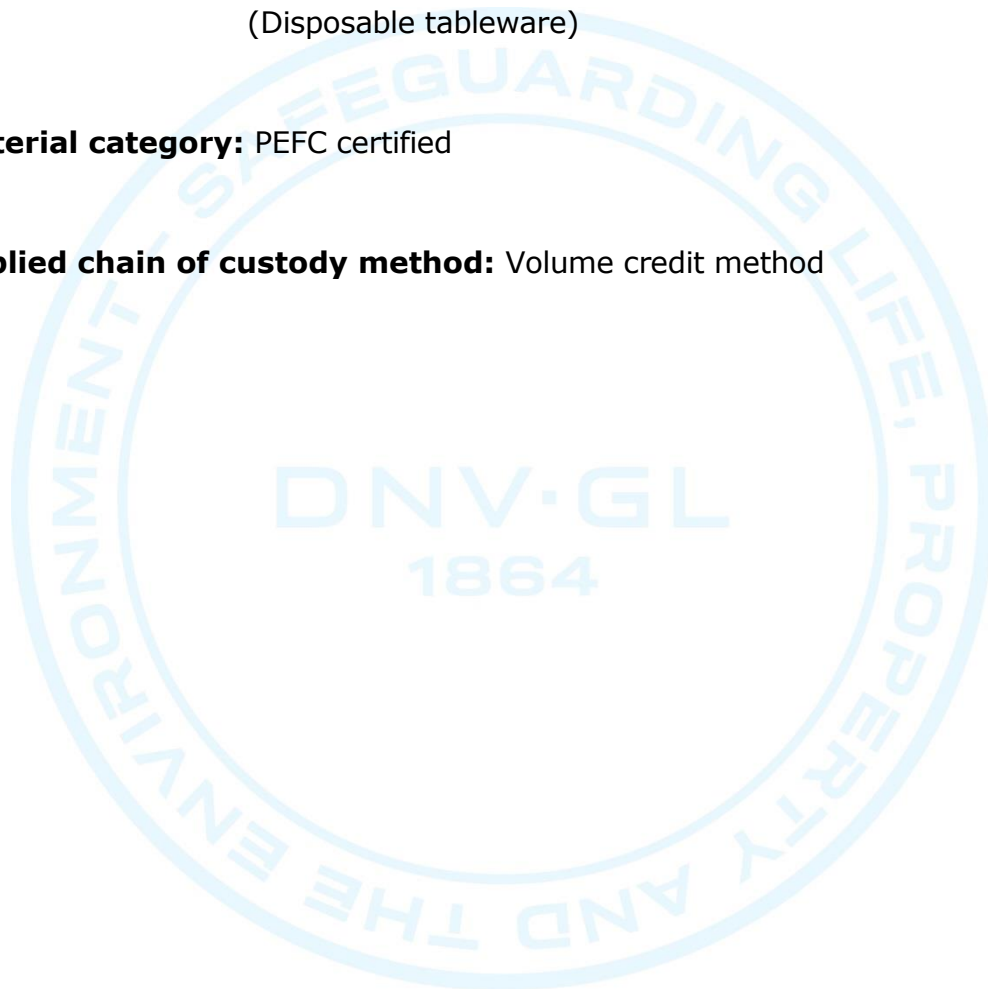 (Disposable tableware)
terial category: PEFC certified
plied chain of custody method: Volume credit method
SAFEGUARDING LIFE, PROPERTY AND THE ENVIRONMENT
DNV·GL
1864